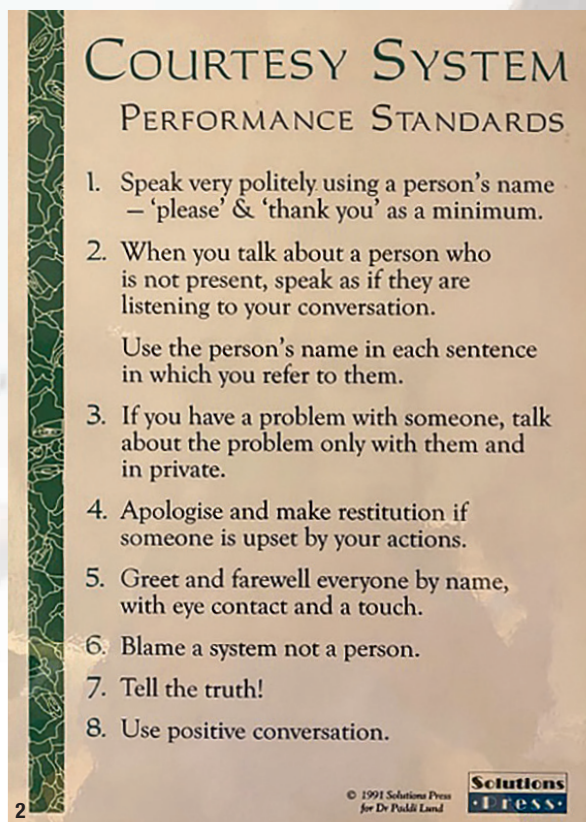 COURTESY SYSTEM
PERFORMANCE STANDARDS
1. Speak very politely using a person's name
– 'please' & 'thank you' as a minimum.
2. When you talk about a person who
is not present, speak as if they are
listening to your conversation.
Use the person's name in each sentence
in which you refer to them.
3. If you have a problem with someone, talk
about the problem only with them and
in private.
4. Apologise and make restitution if
someone is upset by your actions.
5. Greet and farewell everyone by name,
with eye contact and a touch.
6. Blame a system not a person.
7. Tell the truth!
8. Use positive conversation.
© 1991 Solutions Press
for Dr Paddi Lund
Solutions
·Press·
2